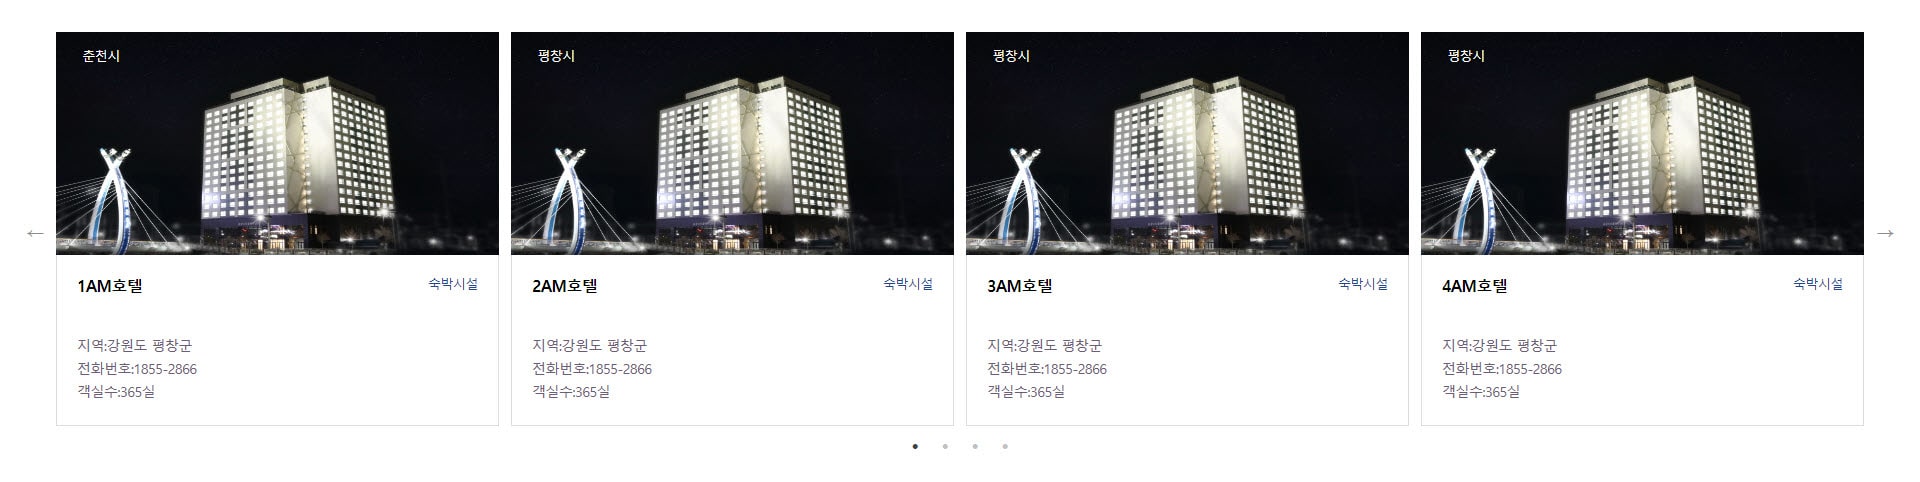 춘천시
평창시
평창시
평창시
←
→
1AM호텔 숙박시설
2AM호텔 숙박시설
3AM호텔 숙박시설
4AM호텔 숙박시설
지역:강원도 평창군
전화번호:1855-2866
객실수:365실
지역:강원도 평창군
전화번호:1855-2866
객실수:365실
지역:강원도 평창군
전화번호:1855-2866
객실수:365실
지역:강원도 평창군
전화번호:1855-2866
객실수:365실